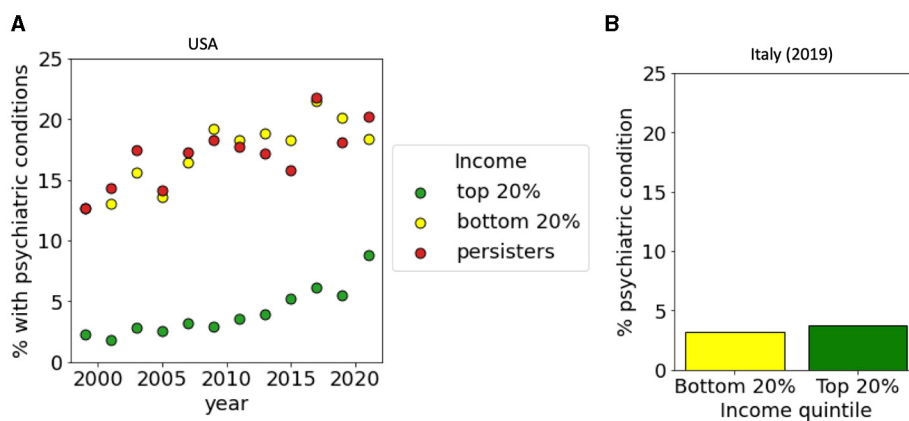 A
USA
% with psychiatric conditions
25
20
15
10
5
0
2000 2005 2010 2015 2020
year
Income
top 20%
bottom 20%
persisters
B
Italy (2019)
% psychiatric condition
25
20
15
10
5
0
Bottom 20% Top 20%
Income quintile